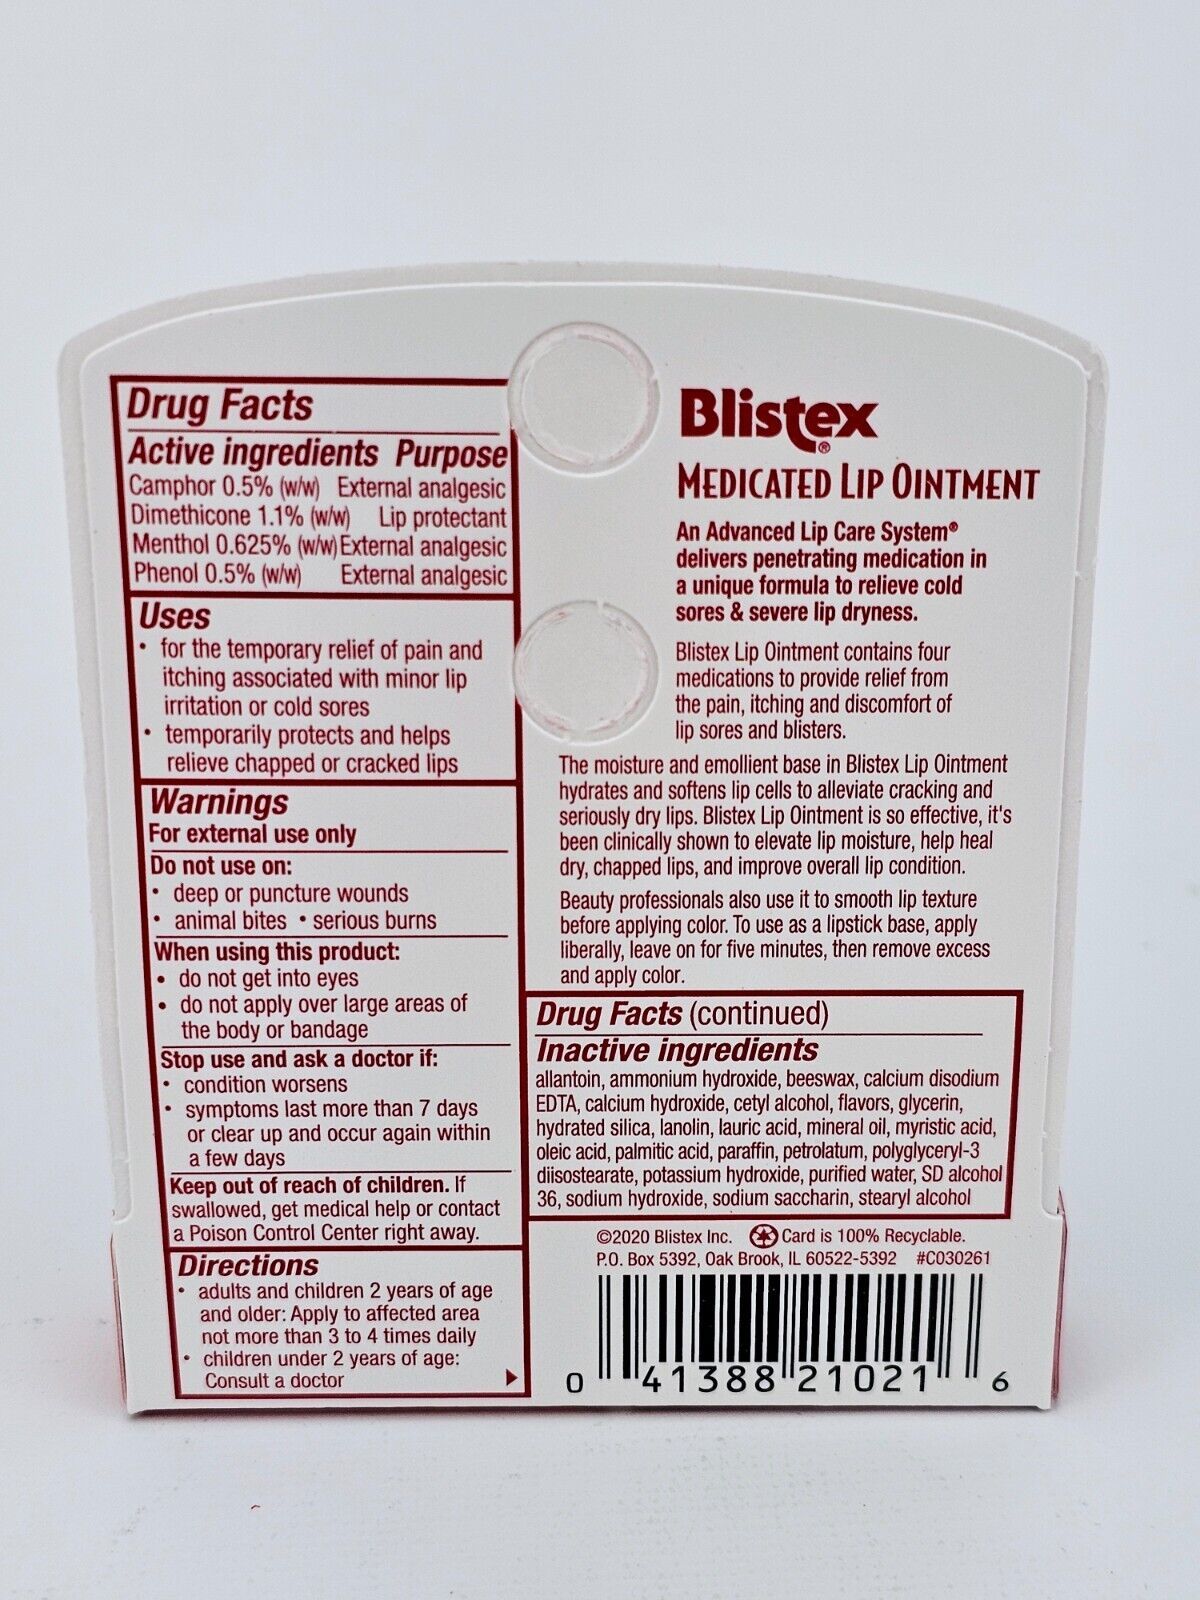 Drug Facts
Active ingredients Purpose
Camphor 0.5% (w/w) External analgesic
Dimethicone 1.1% (w/w) Lip protectant
Menthol 0.625% (w/w) External analgesic
Phenol 0.5% (w/w) External analgesic
Uses
• for the temporary relief of pain and
itching associated with minor lip
irritation or cold sores
• temporarily protects and helps
relieve chapped or cracked lips
Warnings
For external use only
Do not use on:
• deep or puncture wounds
• animal bites • serious burns
When using this product:
• do not get into eyes
• do not apply over large areas of
the body or bandage
Stop use and ask a doctor if:
• condition worsens
• symptoms last more than 7 days
or clear up and occur again within
a few days
Keep out of reach of children. If
swallowed, get medical help or contact
a Poison Control Center right away.
Directions
• adults and children 2 years of age
and older: Apply to affected area
not more than 3 to 4 times daily
• children under 2 years of age:
Consult a doctor
Blistex®
MEDICATED LIP OINTMENT
An Advanced Lip Care System®
delivers penetrating medication in
a unique formula to relieve cold
sores & severe lip dryness.
Blistex Lip Ointment contains four
medications to provide relief from
the pain, itching and discomfort of
lip sores and blisters.
The moisture and emollient base in Blistex Lip Ointment
hydrates and softens lip cells to alleviate cracking and
seriously dry lips. Blistex Lip Ointment is so effective, it's
been clinically shown to elevate lip moisture, help heal
dry, chapped lips, and improve overall lip condition.
Beauty professionals also use it to smooth lip texture
before applying color. To use as a lipstick base, apply
liberally, leave on for five minutes, then remove excess
and apply color.
Drug Facts (continued)
Inactive ingredients
allantoin, ammonium hydroxide, beeswax, calcium disodium
EDTA, calcium hydroxide, cetyl alcohol, flavors, glycerin,
hydrated silica, lanolin, lauric acid, mineral oil, myristic acid,
oleic acid, palmitic acid, paraffin, petrolatum, polyglyceryl-3
diisostearate, potassium hydroxide, purified water, SD alcohol
36, sodium hydroxide, sodium saccharin, stearyl alcohol
©2020 Blistex Inc. Card is 100% Recyclable.
P.O. Box 5392, Oak Brook, IL 60522-5392 #C030261
0 41388 21021 6